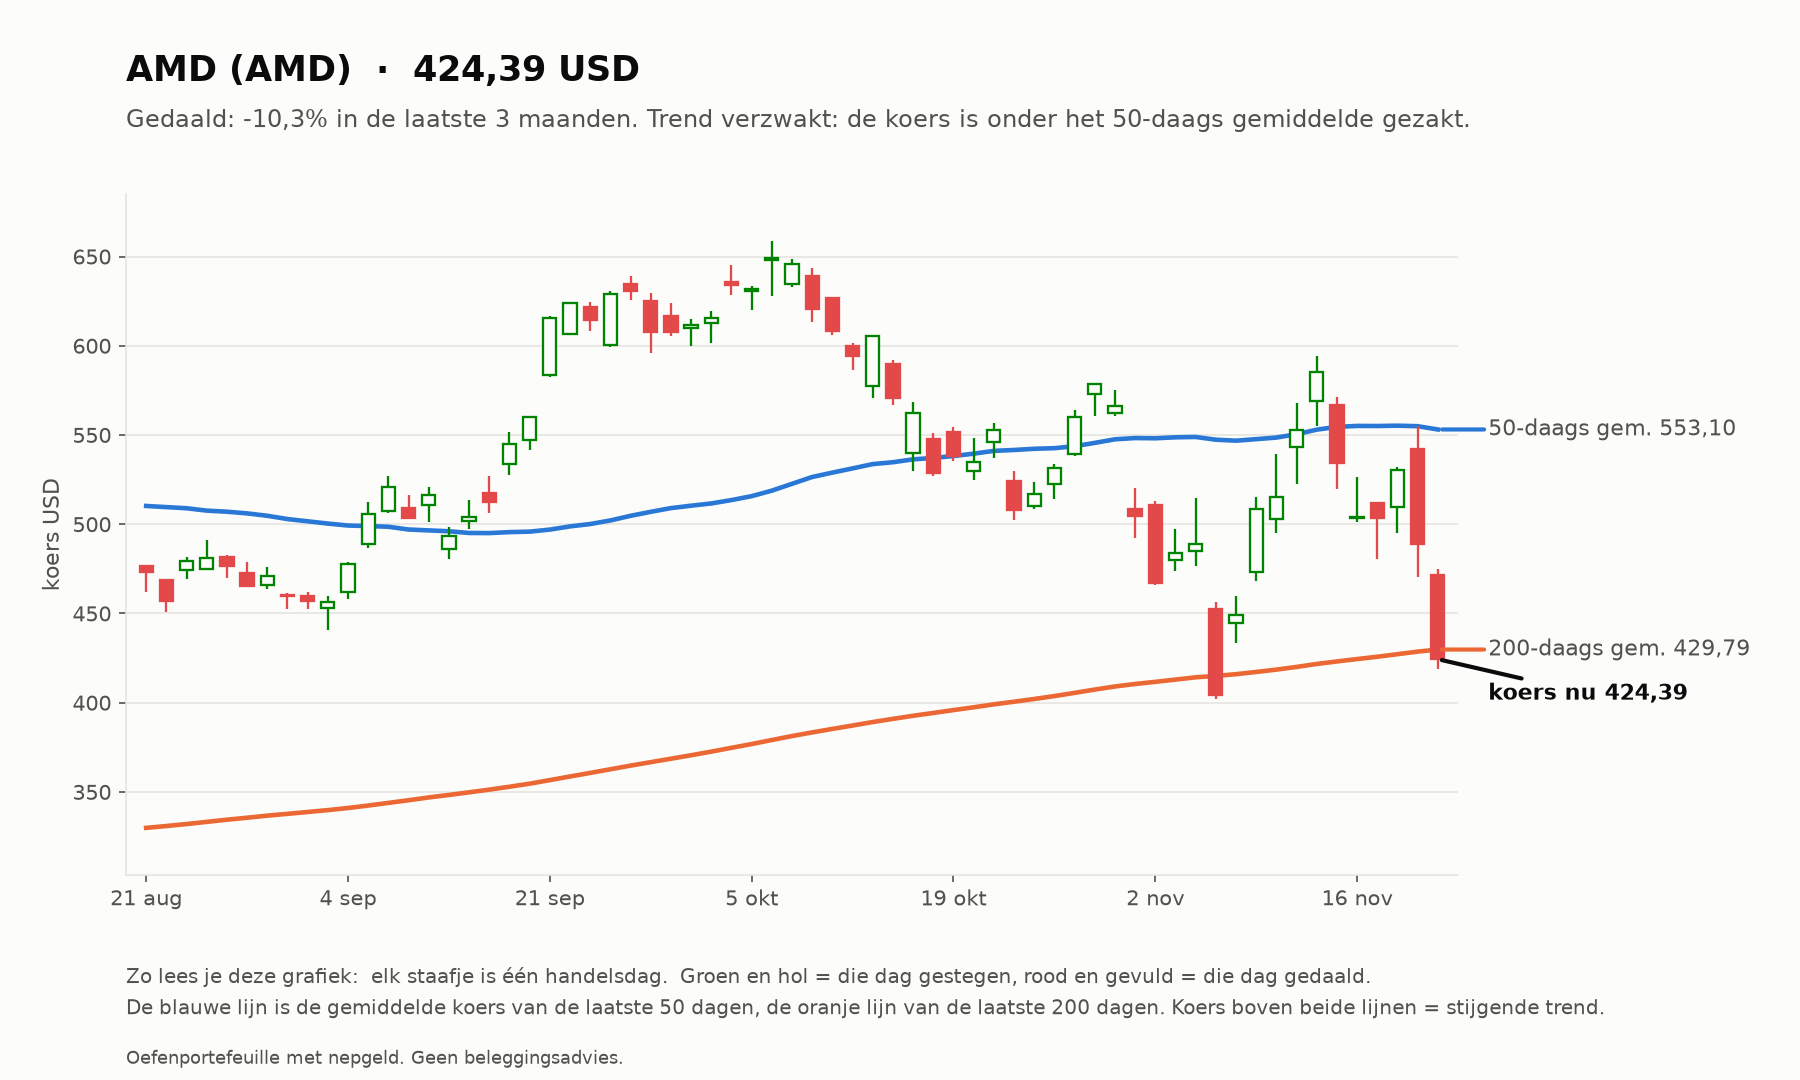 AMD (AMD)  ·  424,39 USD
Gedaald: -10,3% in de laatste 3 maanden. Trend verzwakt: de koers is onder het 50-daags gemiddelde gezakt.
koers USD
650
600
550
500
450
400
350
50-daags gem. 553,10
200-daags gem. 429,79
koers nu 424,39
21 aug
4 sep
21 sep
5 okt
19 okt
2 nov
16 nov
Zo lees je deze grafiek:  elk staafje is één handelsdag.  Groen en hol = die dag gestegen, rood en gevuld = die dag gedaald.
De blauwe lijn is de gemiddelde koers van de laatste 50 dagen, de oranje lijn van de laatste 200 dagen. Koers boven beide lijnen = stijgende trend.
Oefenportefeuille met nepgeld. Geen beleggingsadvies.